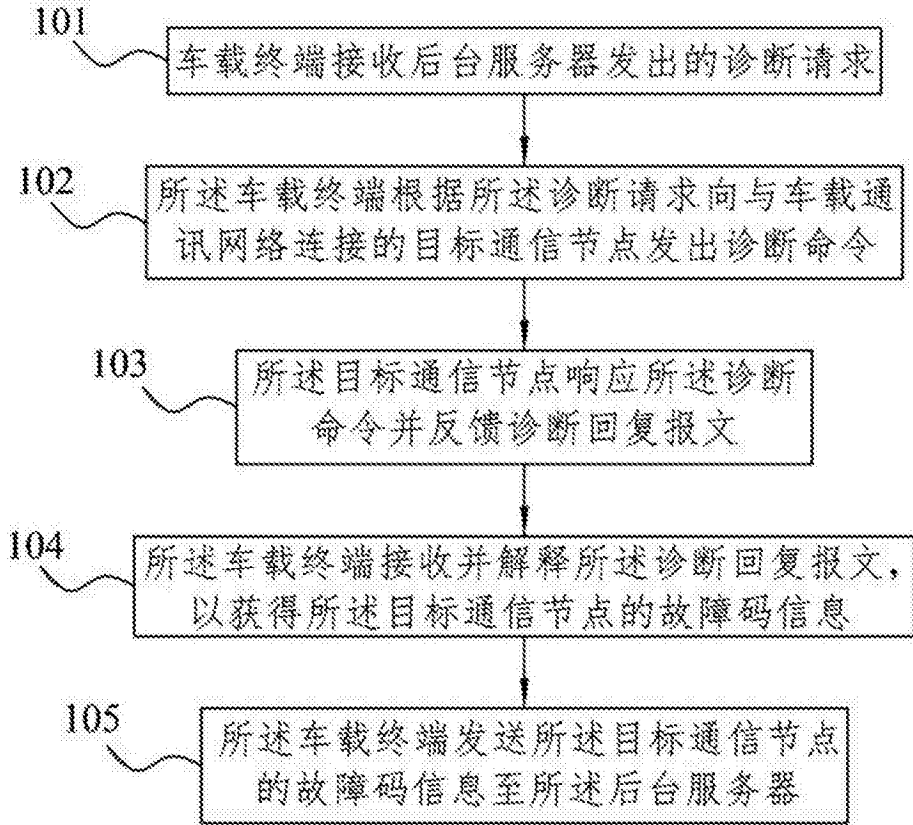 101
车载终端接收后台服务器发出的诊断请求
102
所述车载终端根据所述诊断请求向与车载通
讯网络连接的目标通信节点发出诊断命令
103
所述目标通信节点响应所述诊断
命令并反馈诊断回复报文
104
所述车载终端接收并解释所述诊断回复报文，
以获得所述目标通信节点的故障码信息
105
所述车载终端发送所述目标通信节点
的故障码信息至所述后台服务器